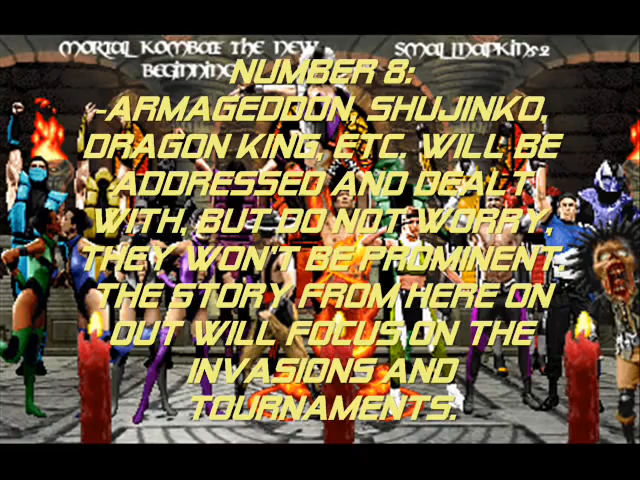 MORTAL KOMBAT: THE NEW BEGINNING SMALLNAPKINS2
NUMBER 8:
-ARMAGEDDON, SHUJINKO,
DRAGON KING, ETC. WILL BE
ADDRESSED AND DEALT
WITH, BUT DO NOT WORRY,
THEY WON'T BE PROMINENT.
THE STORY FROM HERE ON
OUT WILL FOCUS ON THE
INVASIONS AND
TOURNAMENTS.